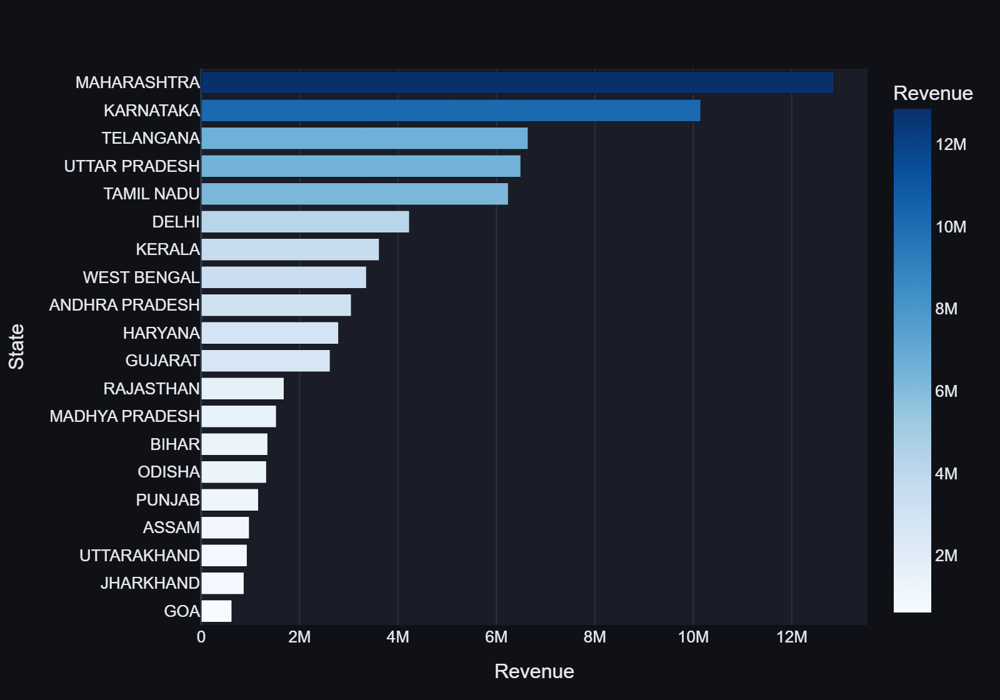 MAHARASHTRA
KARNATAKA
TELANGANA
UTTAR PRADESH
TAMIL NADU
DELHI
KERALA
WEST BENGAL
ANDHRA PRADESH
HARYANA
GUJARAT
RAJASTHAN
MADHYA PRADESH
BIHAR
ODISHA
PUNJAB
ASSAM
UTTARAKHAND
JHARKHAND
GOA
State
0 2M 4M 6M 8M 10M 12M
Revenue
Revenue
12M
10M
8M
6M
4M
2M